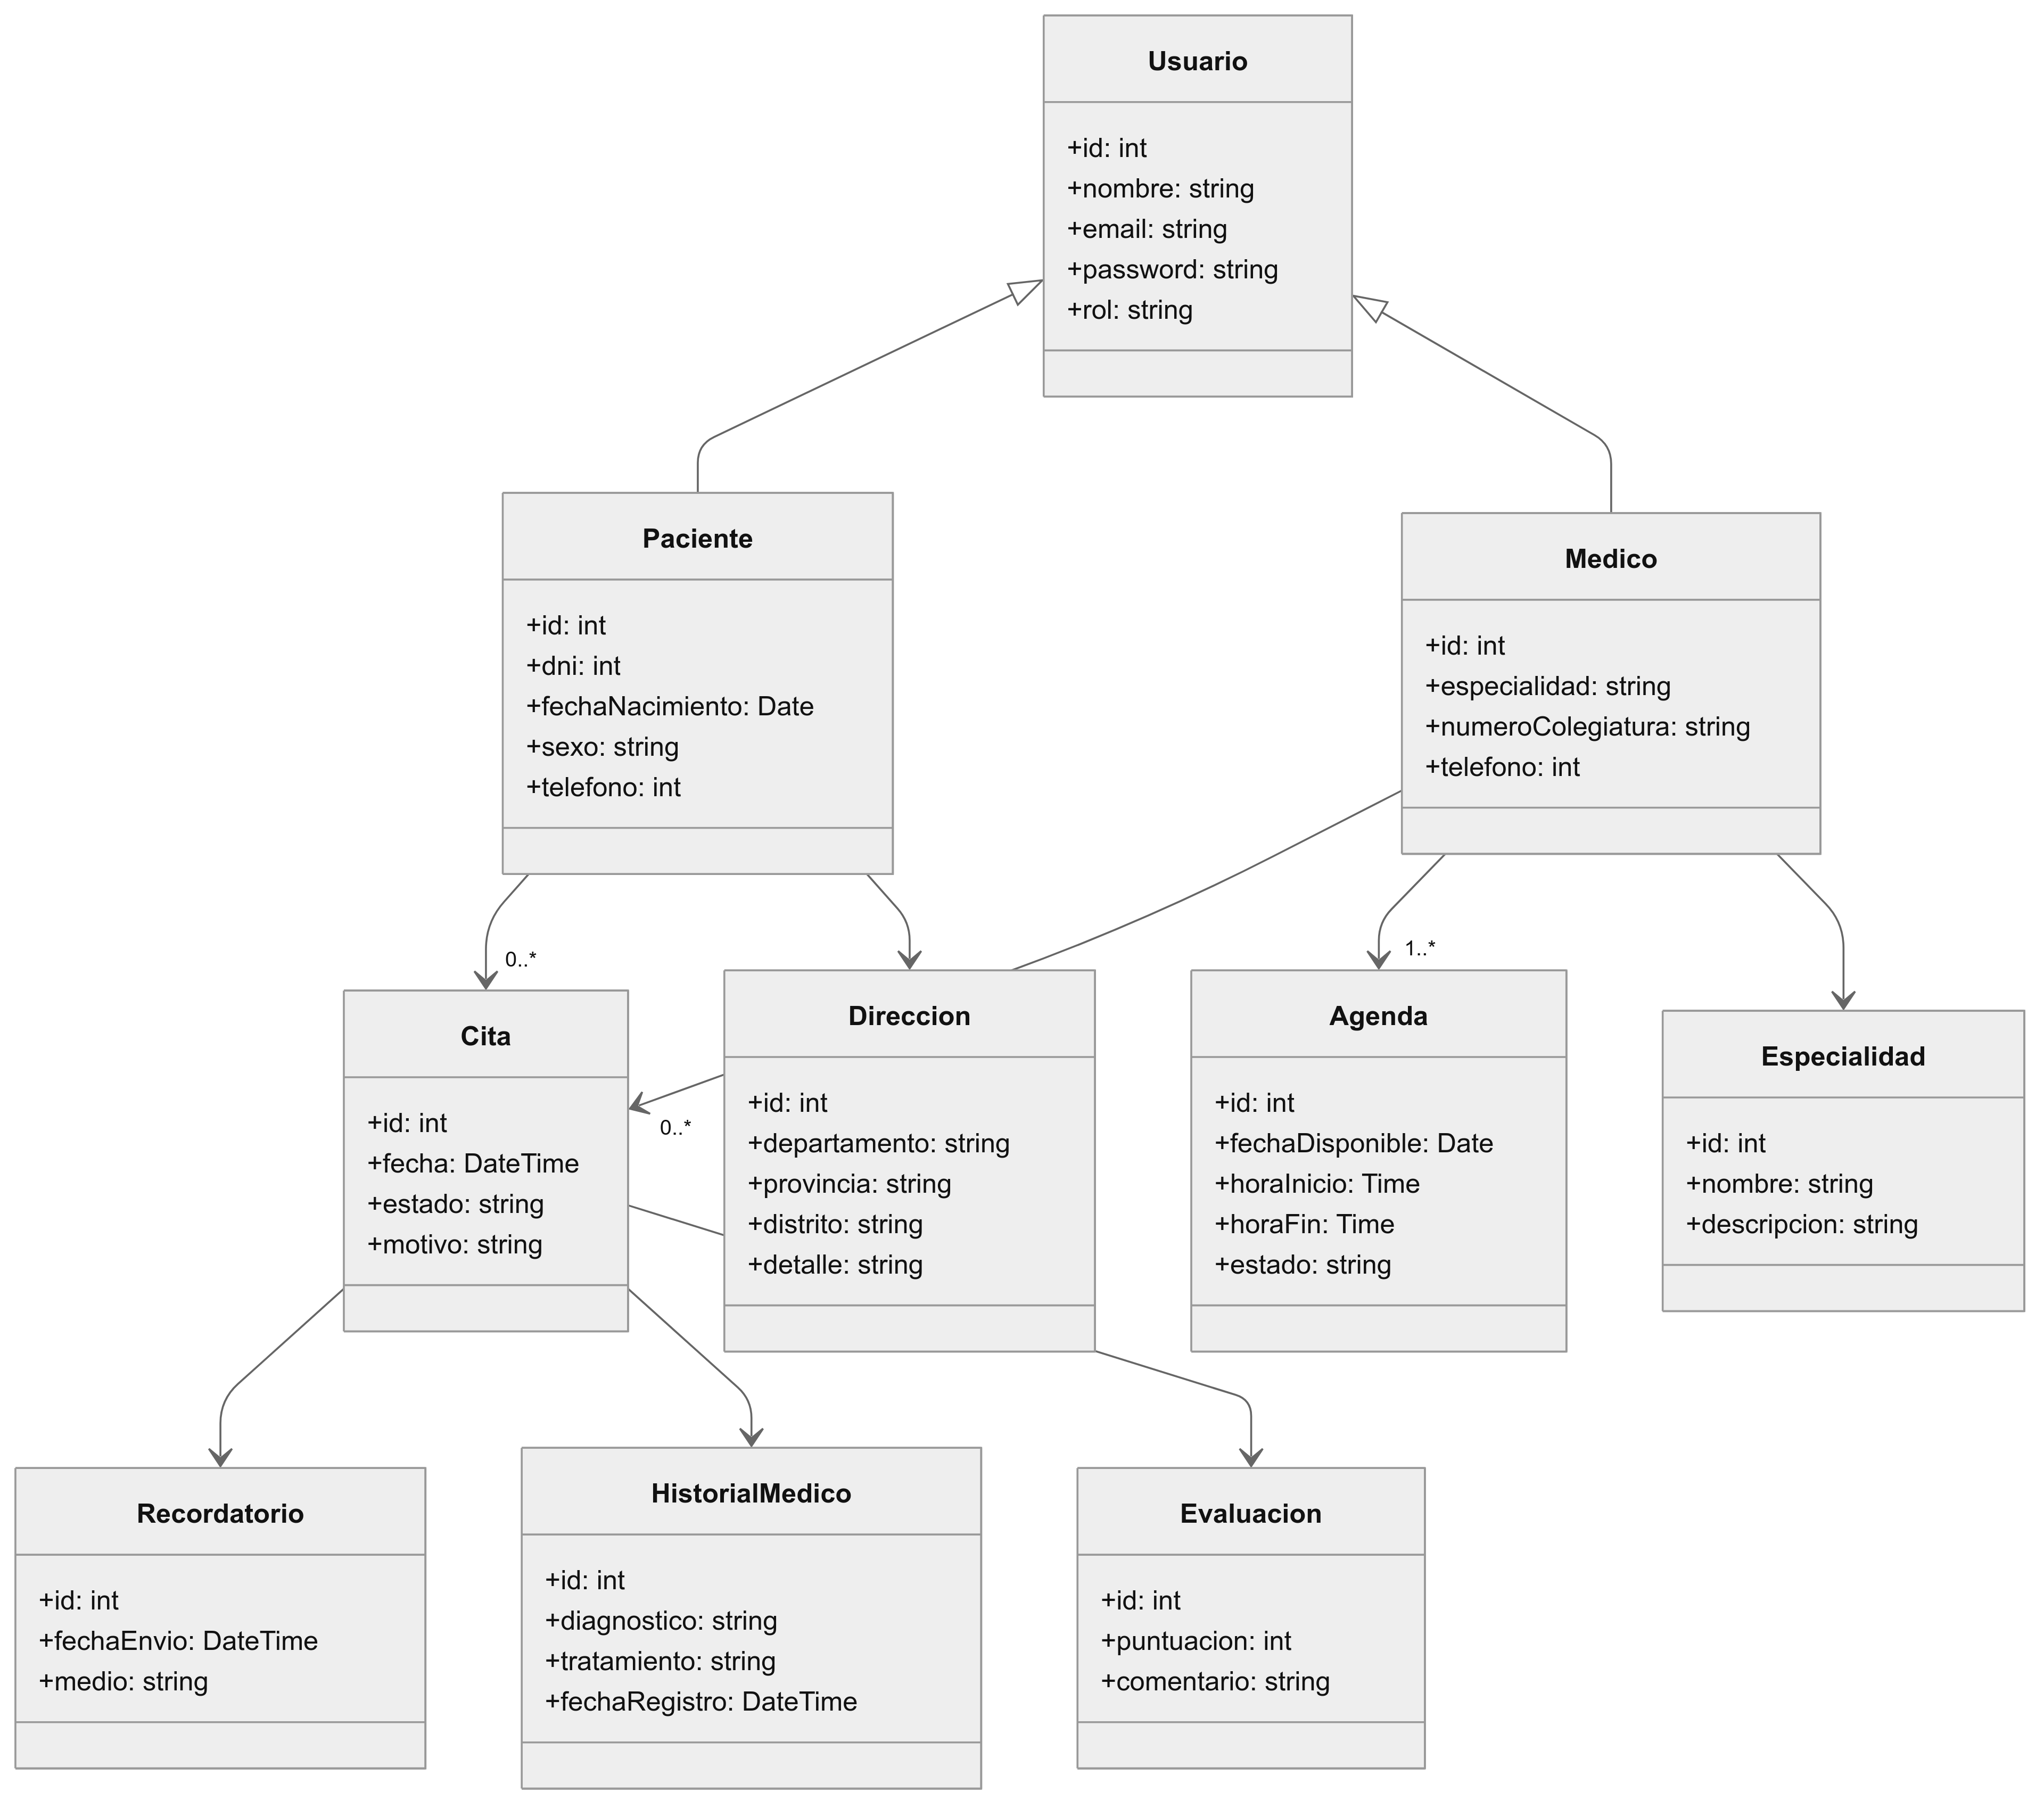 Usuario
+id: int
+nombre: string
+email: string
+password: string
+rol: string
Paciente
+id: int
+dni: int
+fechaNacimiento: Date
+sexo: string
+telefono: int
Medico
+id: int
+especialidad: string
+numeroColegiatura: string
+telefono: int
0..*
1..*
Cita
+id: int
+fecha: DateTime
+estado: string
+motivo: string
0..*
Direccion
+id: int
+departamento: string
+provincia: string
+distrito: string
+detalle: string
Agenda
+id: int
+fechaDisponible: Date
+horaInicio: Time
+horaFin: Time
+estado: string
Especialidad
+id: int
+nombre: string
+descripcion: string
Recordatorio
+id: int
+fechaEnvio: DateTime
+medio: string
HistorialMedico
+id: int
+diagnostico: string
+tratamiento: string
+fechaRegistro: DateTime
Evaluacion
+id: int
+puntuacion: int
+comentario: string